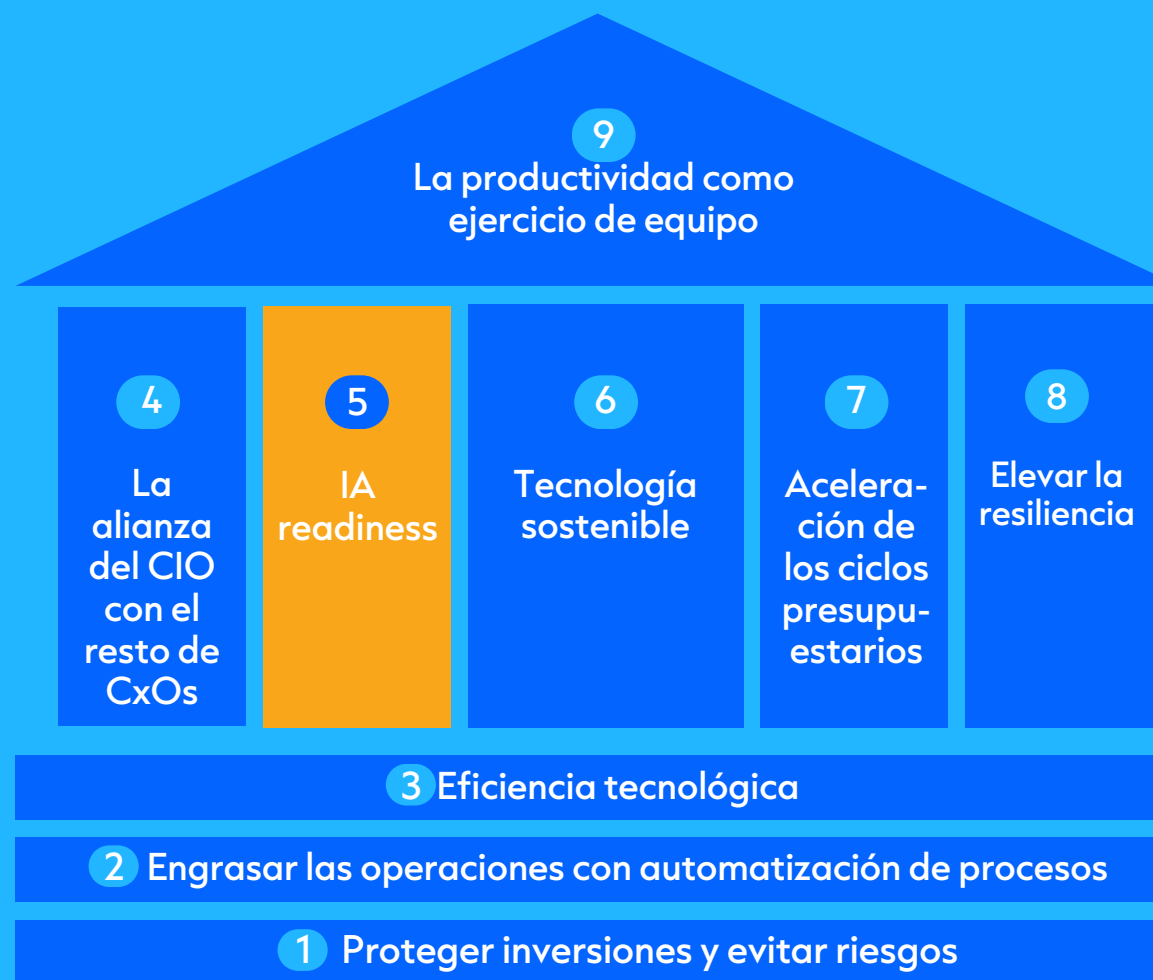 9
La productividad como
ejercicio de equipo
4
La
alianza
del CIO
con el
resto de
CxOs
5
IA
readiness
6
Tecnología
sostenible
7
Acelera-
ción de
los ciclos
presupu-
estarios
8
Elevar la
resiliencia
3 Eficiencia tecnológica
2 Engrasar las operaciones con automatización de procesos
1 Proteger inversiones y evitar riesgos